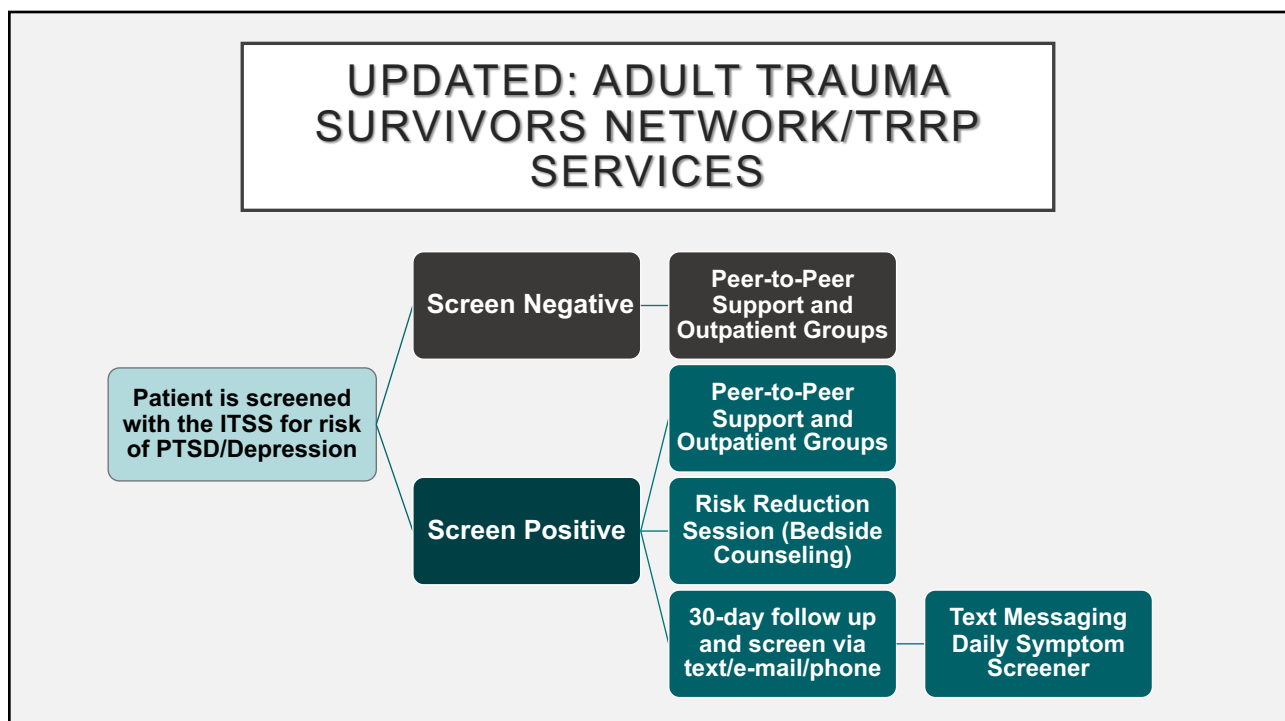 UPDATED: ADULT TRAUMA
SURVIVORS NETWORK/TRRP
SERVICES
Patient is screened
with the ITSS for risk
of PTSD/Depression
Screen Negative
Peer-to-Peer
Support and
Outpatient Groups
Screen Positive
Peer-to-Peer
Support and
Outpatient Groups
Risk Reduction
Session (Bedside
Counseling)
30-day follow up
and screen via
text/e-mail/phone
Text Messaging
Daily Symptom
Screener